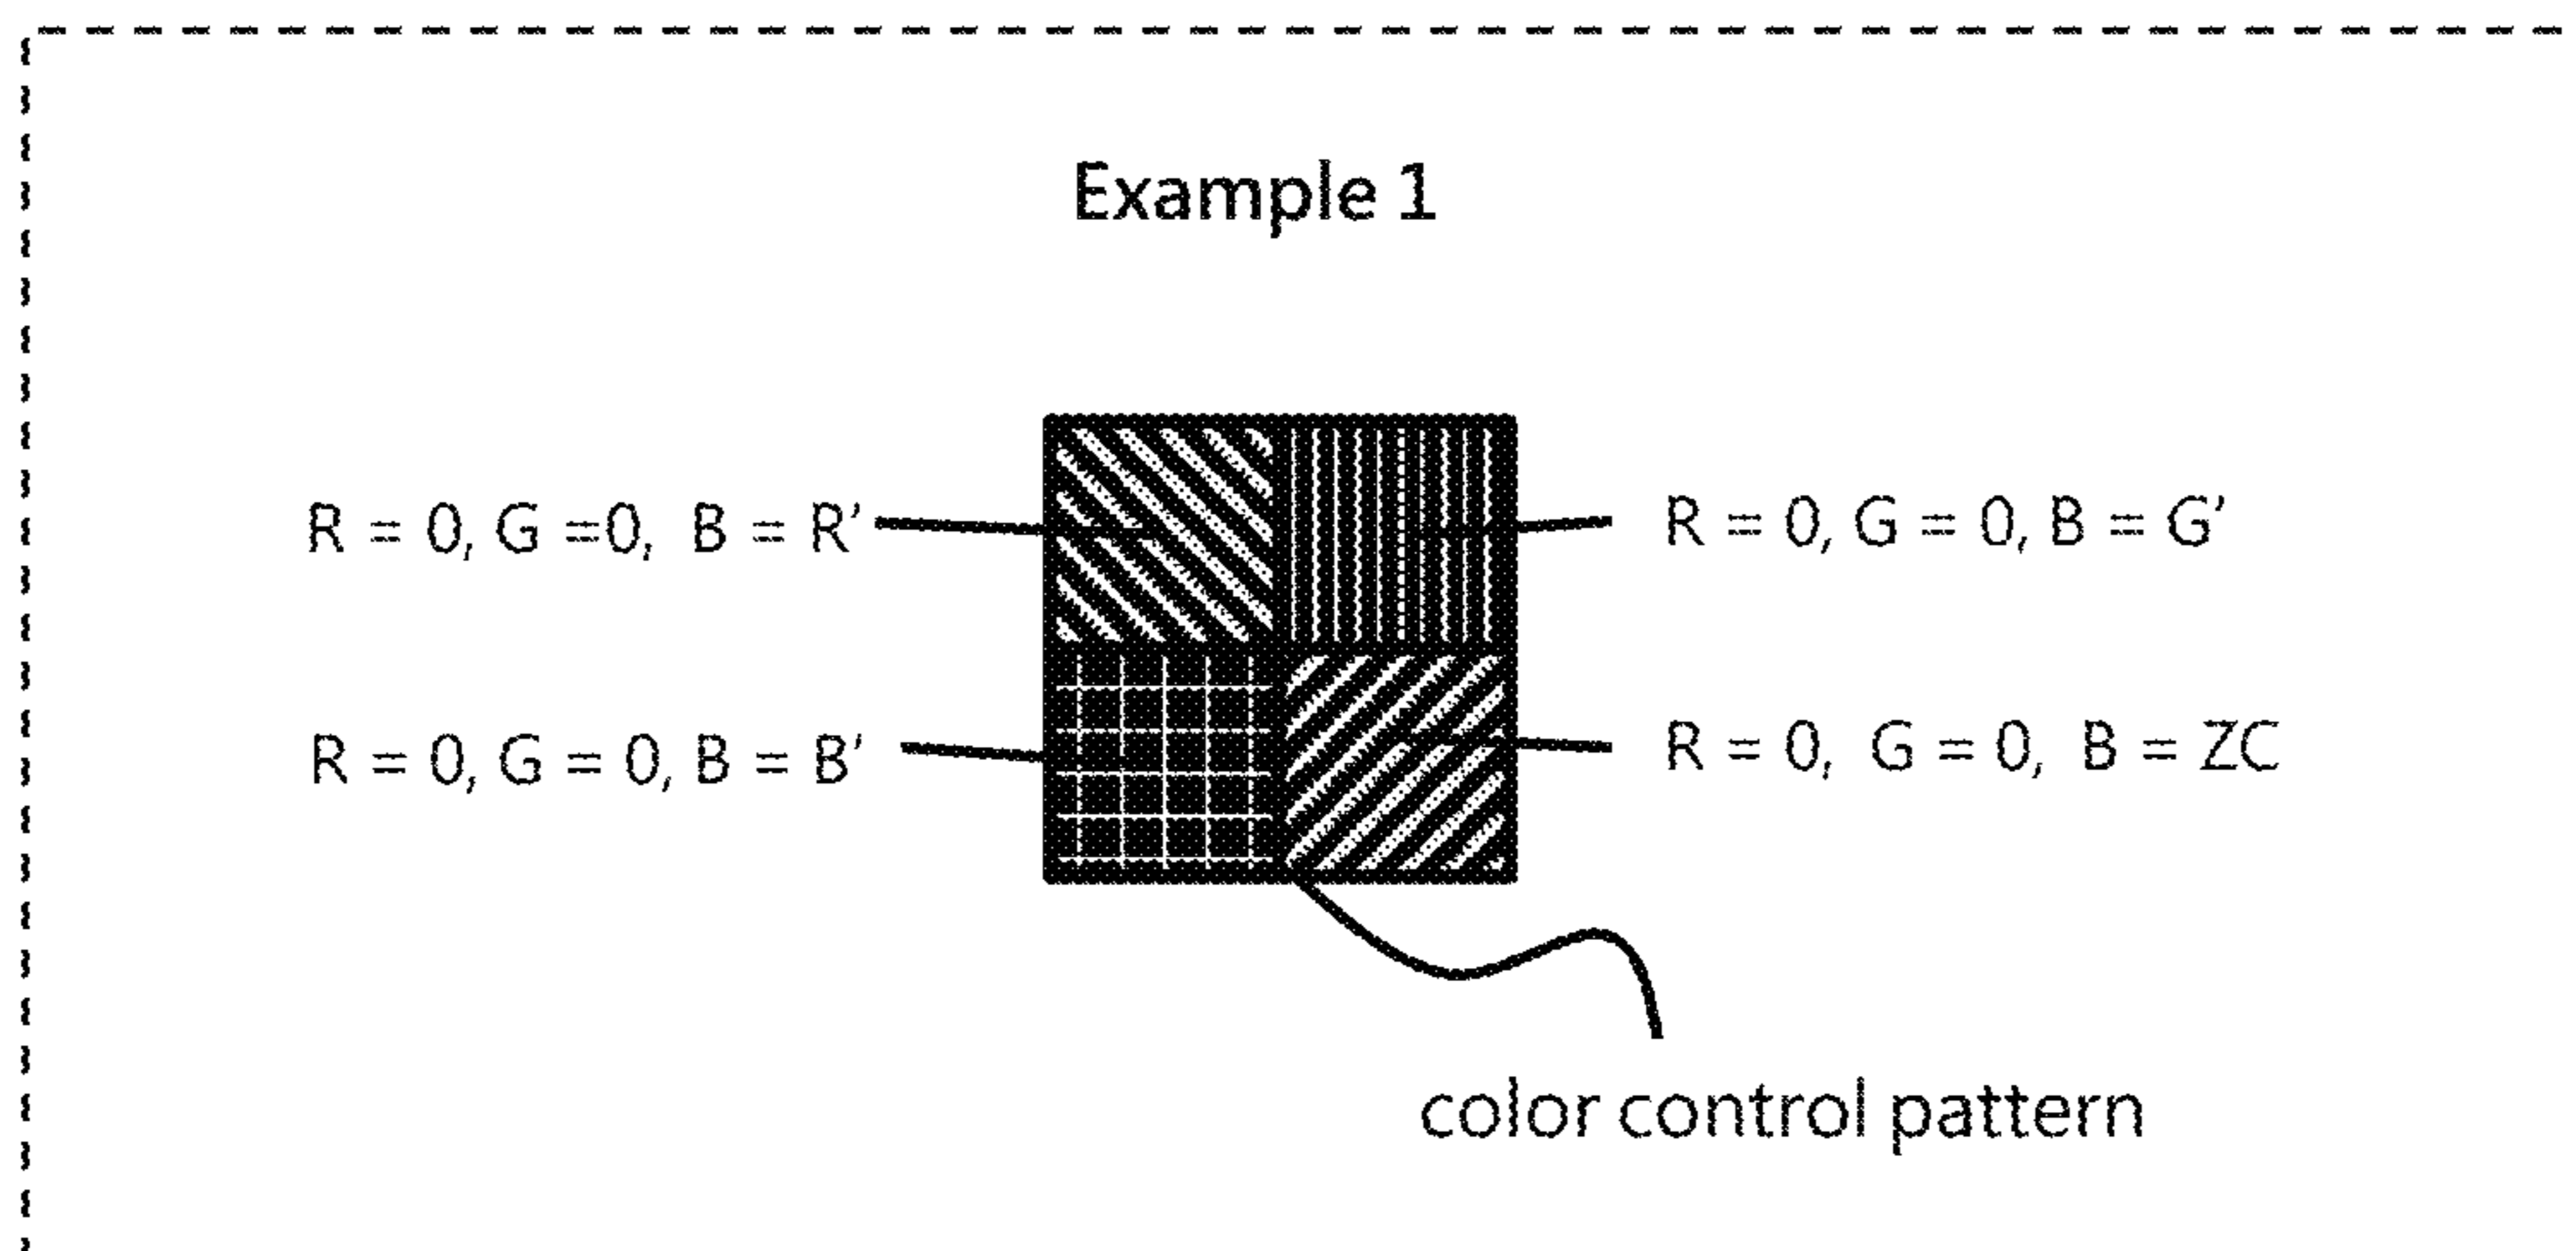 Example 1
R = 0, G =0, B = R’
R = 0, G = 0, B = G’
R = 0, G = 0, B = B’
R = 0, G = 0, B = ZC
color control pattern